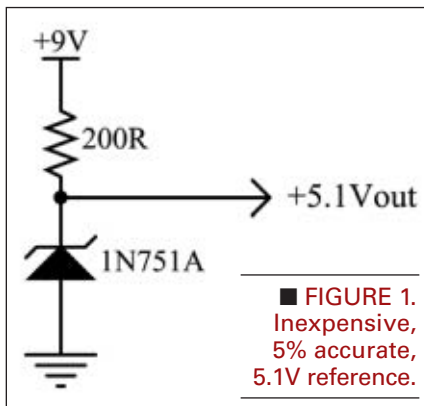 +9V
200R
+5.1Vout
1N751A
■ FIGURE 1.
Inexpensive,
5% accurate,
5.1V reference.